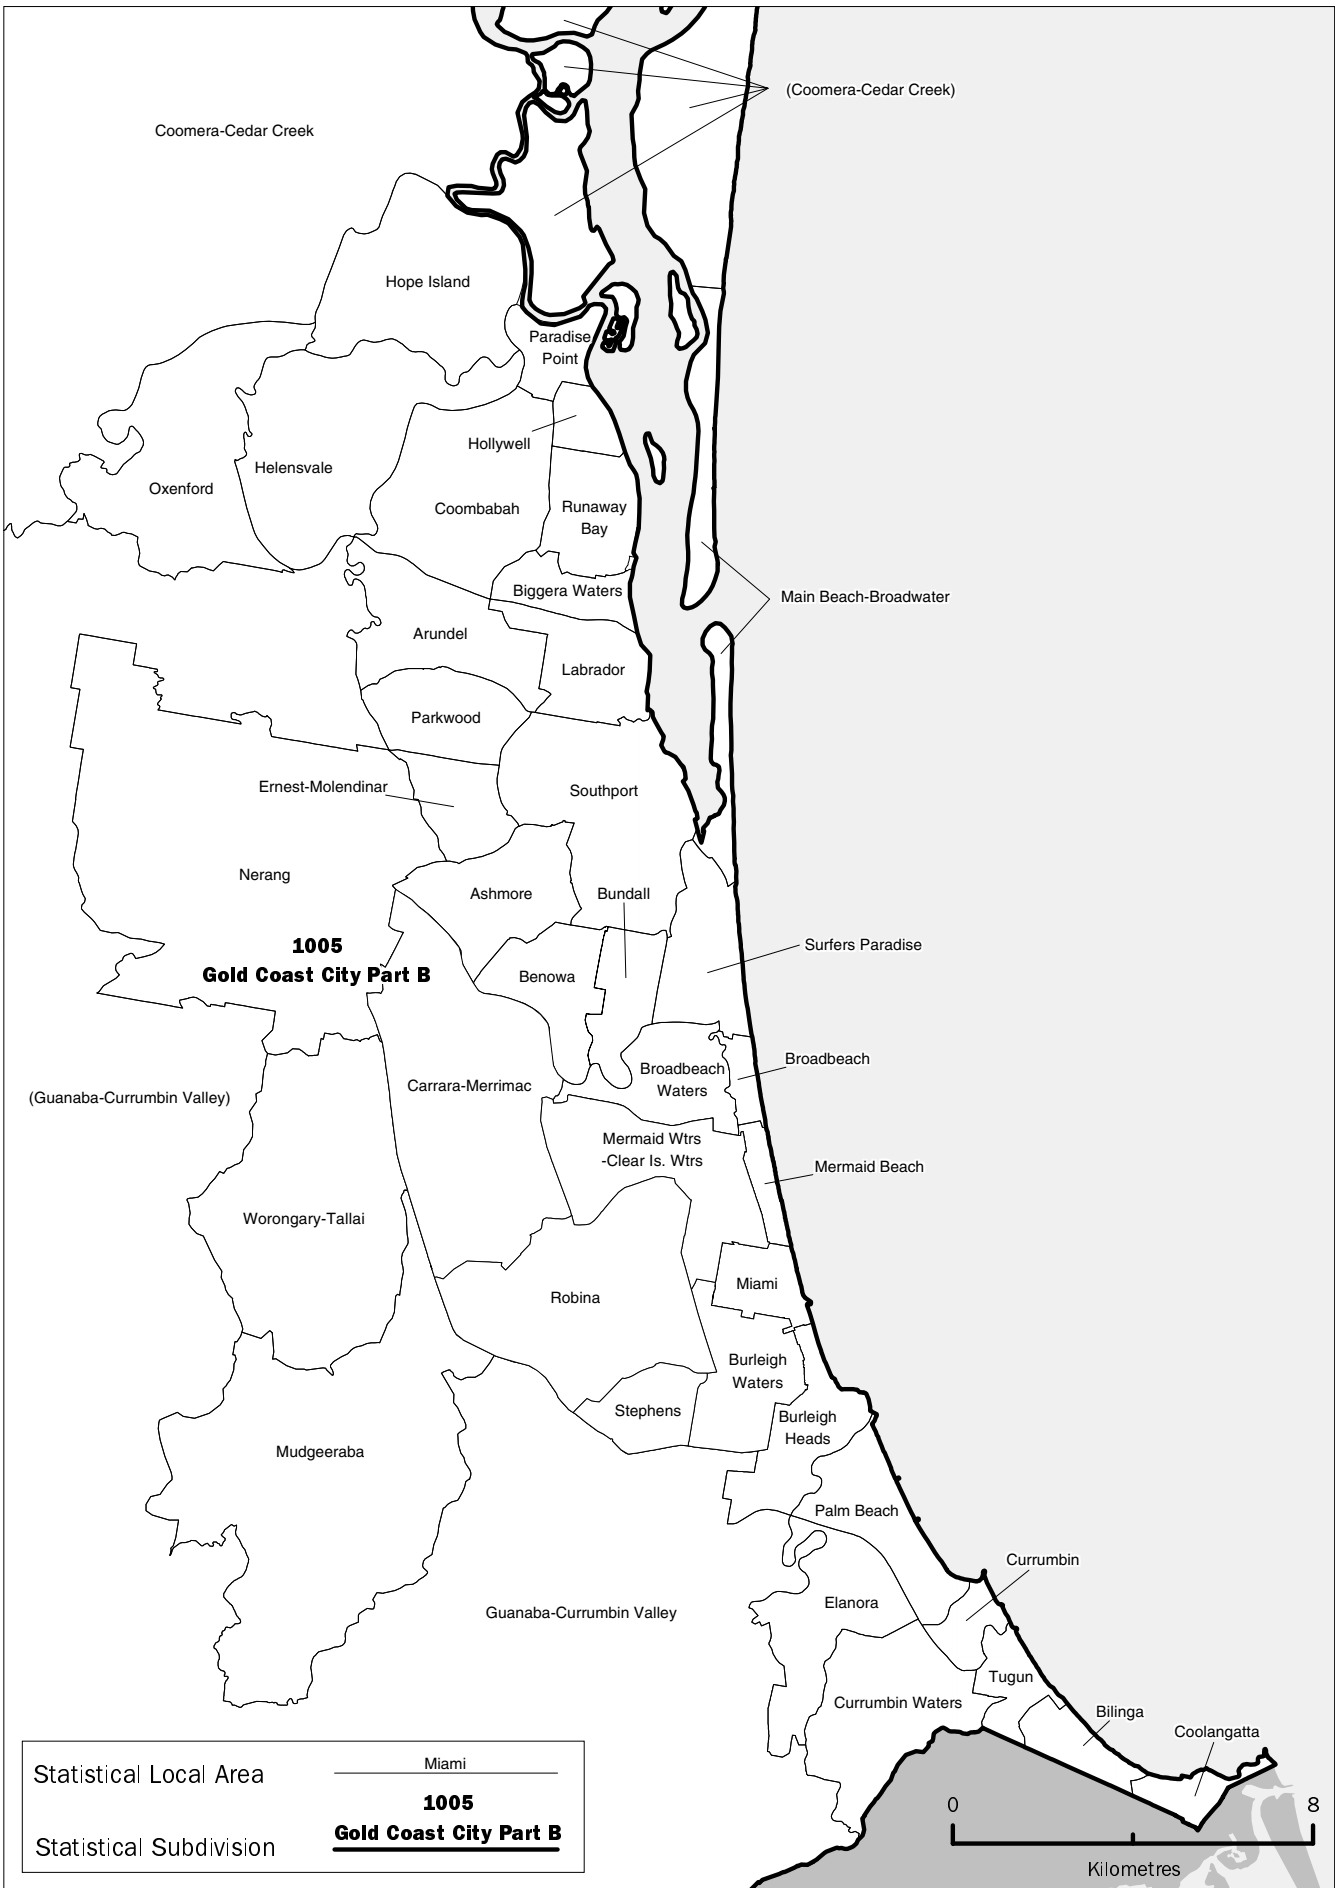 (Coomera-Cedar Creek)
Coomera-Cedar Creek
Hope Island
Paradise
Point
Hollywell
Helensvale
Oxenford
Coombabah
Runaway
Bay
Biggera Waters
Main Beach-Broadwater
Arundel
Labrador
Parkwood
Ernest-Molendinar
Southport
Nerang
Ashmore
Bundall
1005
Gold Coast City Part B
Surfers Paradise
Benowa
Broadbeach
Broadbeach
Waters
Carrara-Merrimac
(Guanaba-Currumbin Valley)
Mermaid Wtrs
-Clear Is. Wtrs
Mermaid Beach
Worongary-Tallai
Miami
Robina
Burleigh
Waters
Stephens
Burleigh
Heads
Mudgeeraba
Palm Beach
Currumbin
Elanora
Guanaba-Currumbin Valley
Tugun
Currumbin Waters
Bilinga
Coolangatta
Statistical Local Area
Miami
1005
Statistical Subdivision
Gold Coast City Part B
0
8
Kilometres